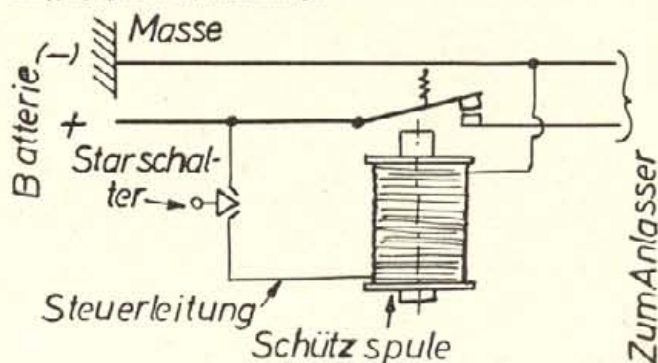 Masse
(-)
Batterie
+
Starschal-
ter
Steuerleitung
Schützspule
Zum Anlasser